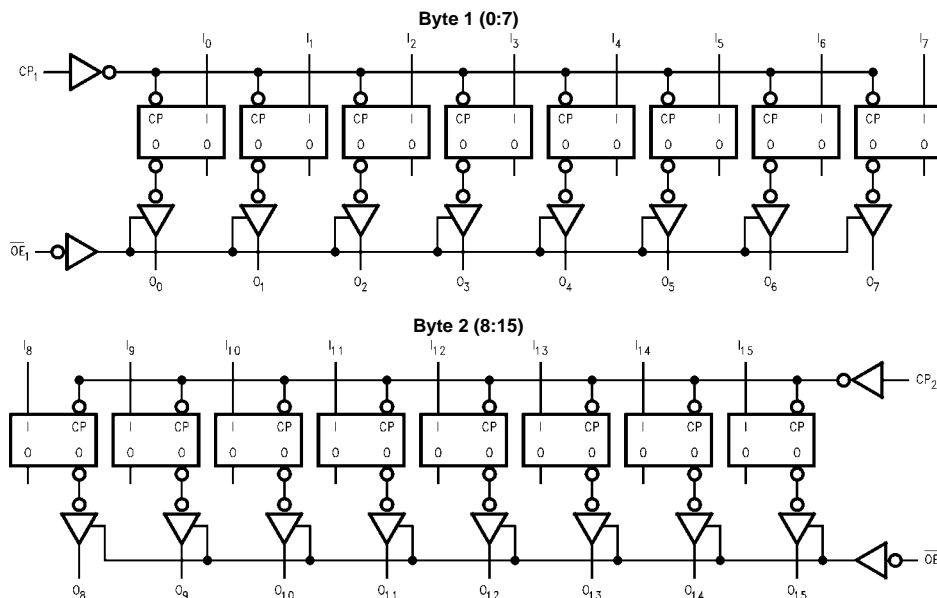 Byte 1 (0:7)
I0 I1 I2 I3 I4 I5 I6 I7
CP1
CP I CP I CP I CP I CP I CP I CP I CP I
O O O O O O O O O O O O O O O O
OE1
O0 O1 O2 O3 O4 O5 O6 O7
Byte 2 (8:15)
I8 I9 I10 I11 I12 I13 I14 I15
CP2
I CP I CP I CP I CP I CP I CP I CP I CP
O O O O O O O O O O O O O O O O
OE
O8 O9 O10 O11 O12 O13 O14 O15